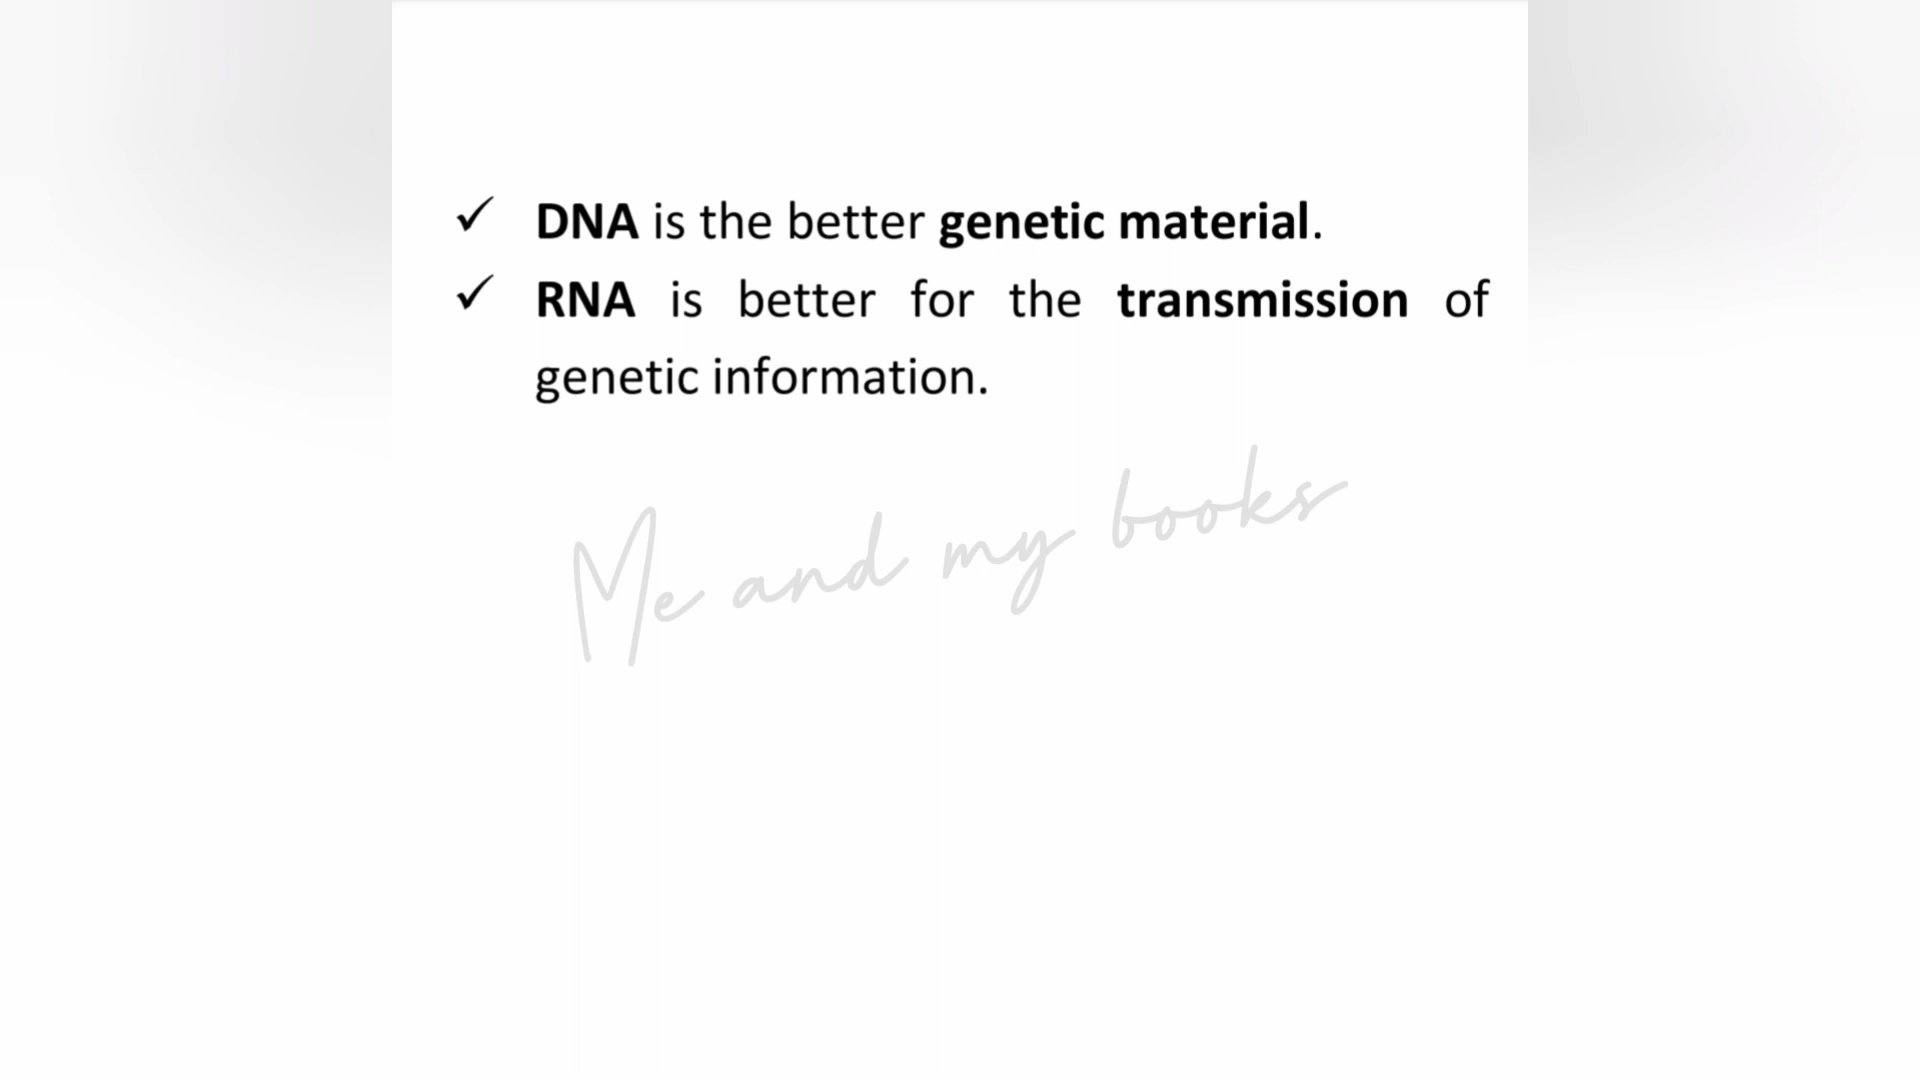 ✓ DNA is the better genetic material.
✓ RNA is better for the transmission of
genetic information.
Me and my books